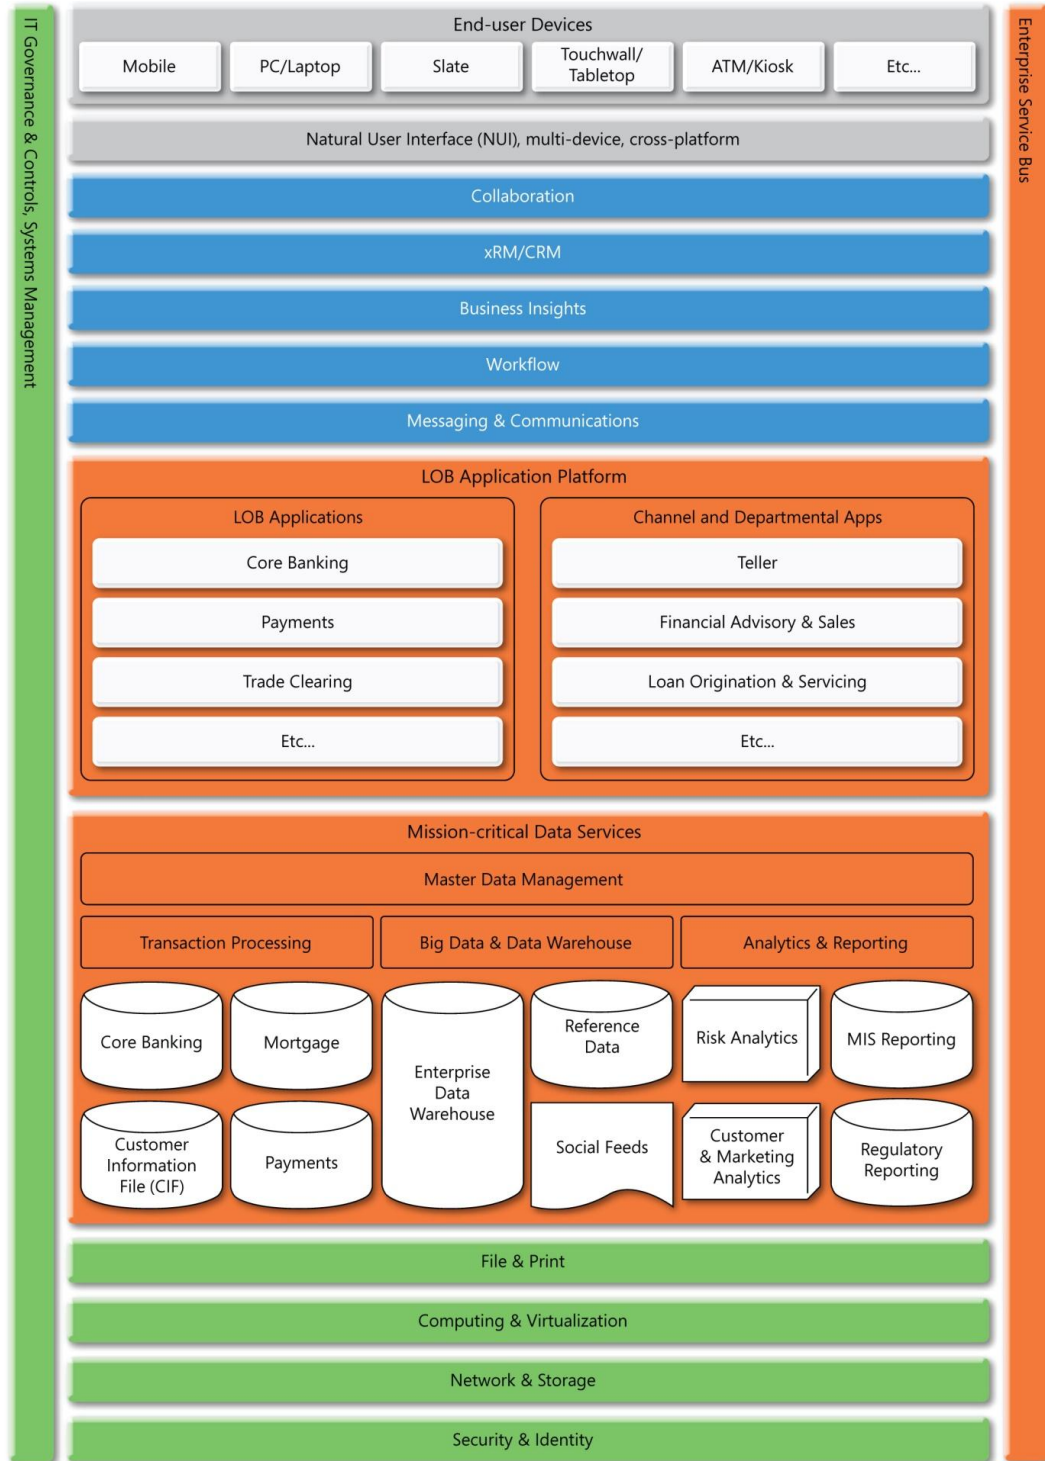 IT Governance & Controls, Systems Management
End-user Devices
Mobile
PC/Laptop
Slate
Touchwall/
Tabletop
ATM/Kiosk
Etc...
Enterprise Service Bus
Natural User Interface (NUI), multi-device, cross-platform
Collaboration
xRM/CRM
Business Insights
Workflow
Messaging & Communications
LOB Application Platform
LOB Applications
Core Banking
Payments
Trade Clearing
Etc...
Channel and Departmental Apps
Teller
Financial Advisory & Sales
Loan Origination & Servicing
Etc...
Mission-critical Data Services
Master Data Management
Transaction Processing
Core Banking
Mortgage
Customer
Information
File (CIF)
Payments
Big Data & Data Warehouse
Enterprise
Data
Warehouse
Reference
Data
Social Feeds
Analytics & Reporting
Risk Analytics
MIS Reporting
Customer
& Marketing
Analytics
Regulatory
Reporting
File & Print
Computing & Virtualization
Network & Storage
Security & Identity